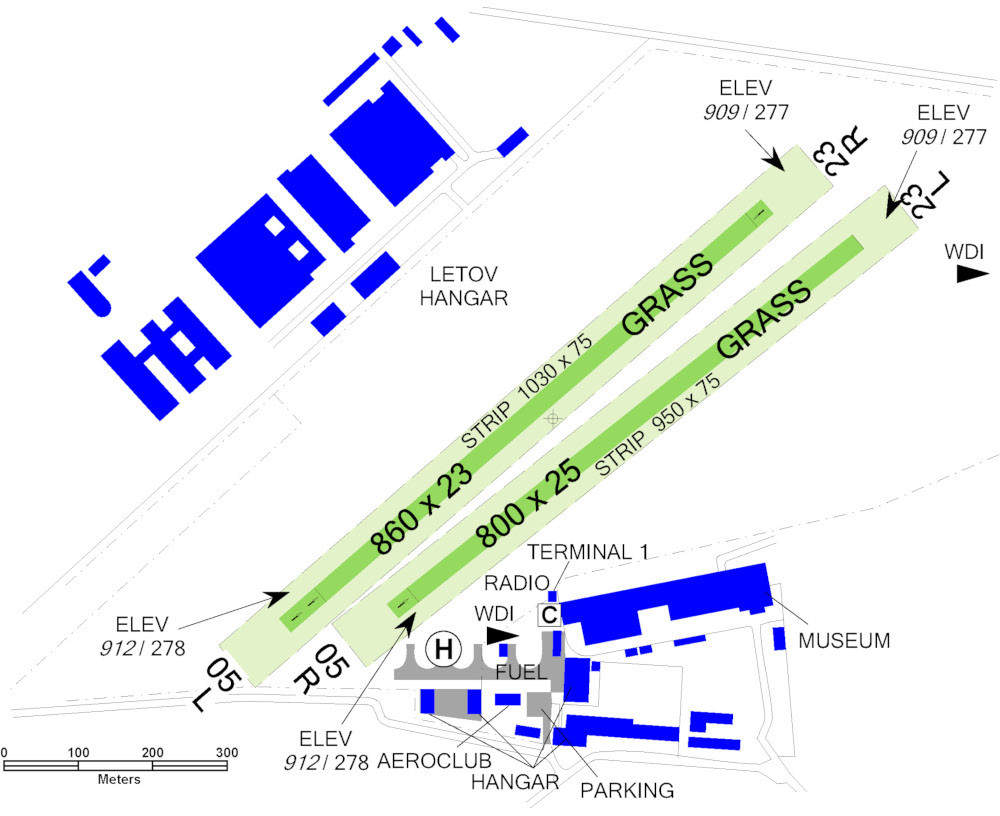 ELEV
909 / 277
ELEV
909 / 277
23
R
23
L
WDI
LETOV
HANGAR
GRASS
GRASS
STRIP 1030 x 75
STRIP 950 x 75
860 x 23
800 x 25
TERMINAL 1
RADIO
WDI
C
ELEV
912 / 278
MUSEUM
H
05
L
05
R
FUEL
ELEV
912 / 278
AEROCLUB
HANGAR
PARKING
0 100 200 300
Meters